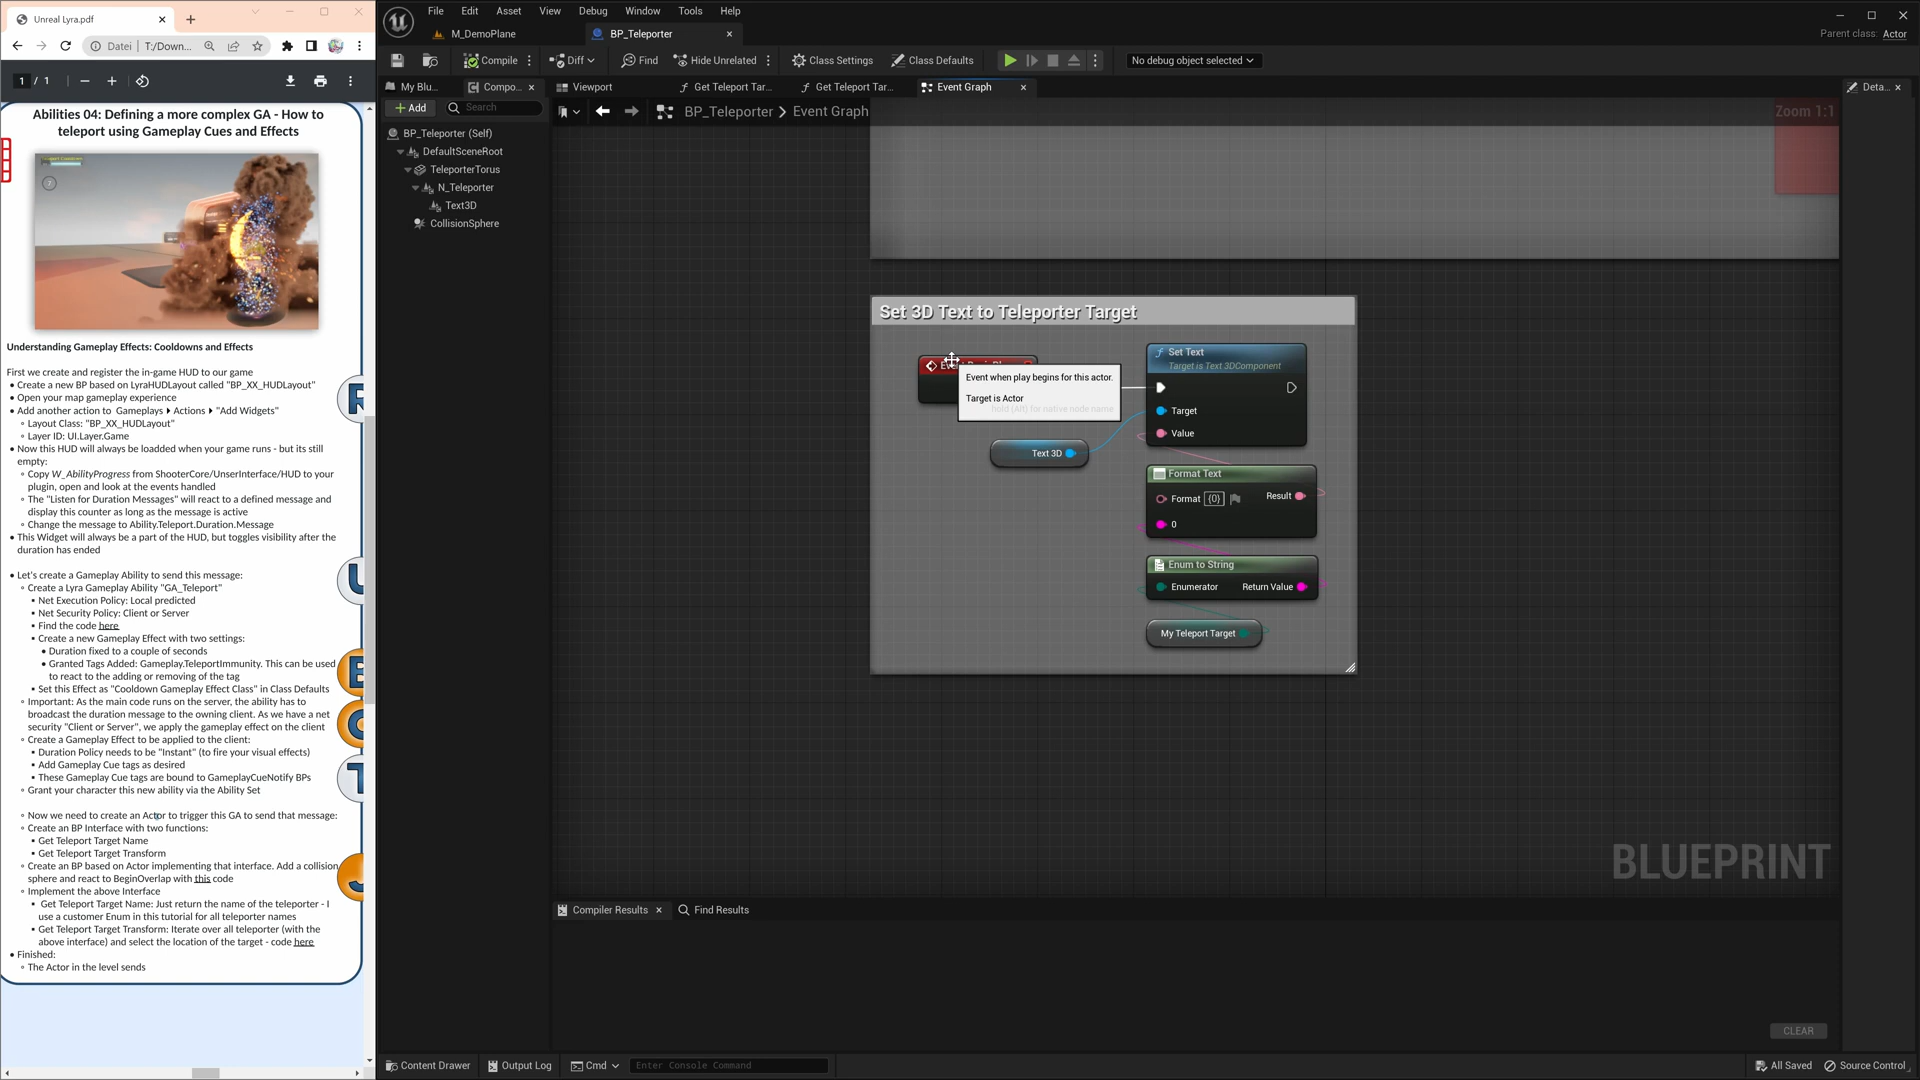 Unreal Lyra.pdf
Datei
T:/Down...
1 / 1
Abilities 04: Defining a more complex GA - How to
teleport using Gameplay Cues and Effects
Understanding Gameplay Effects: Cooldowns and Effects
First we create and register the in-game HUD to our game
• Create a new BP based on LyraHUDLayout called "BP_XX_HUDLayout"
• Open your map gameplay experience
• Add another action to Gameplays ▸ Actions ▸ "Add Widgets"
◦ Layout Class: "BP_XX_HUDLayout"
◦ Layer ID: UI.Layer.Game
• Now this HUD will always be loadded when your game runs - but its still
empty:
◦ Copy W_AbilityProgress from ShooterCore/UnserInterface/HUD to your
plugin, open and look at the events handled
◦ The "Listen for Duration Messages" will react to a defined message and
display this counter as long as the message is active
◦ Change the message to Ability.Teleport.Duration.Message
• This Widget will always be a part of the HUD, but toggles visibility after the
duration has ended
• Let's create a Gameplay Ability to send this message:
◦ Create a Lyra Gameplay Ability "GA_Teleport"
▪ Net Execution Policy: Local predicted
▪ Net Security Policy: Client or Server
▪ Find the code here
▪ Create a new Gameplay Effect with two settings:
• Duration fixed to a couple of seconds
• Granted Tags Added: Gameplay.TeleportImmunity. This can be used
to react to the adding or removing of the tag
▪ Set this Effect as "Cooldown Gameplay Effect Class" in Class Defaults
◦ Important: As the main code runs on the server, the ability has to
broadcast the duration message to the owning client. As we have a net
security "Client or Server", we apply the gameplay effect on the client
◦ Create a Gameplay Effect to be applied to the client:
▪ Duration Policy needs to be "Instant" (to fire your visual effects)
▪ Add Gameplay Cue tags as desired
▪ These Gameplay Cue tags are bound to GameplayCueNotify BPs
◦ Grant your character this new ability via the Ability Set
◦ Now we need to create an Actor to trigger this GA to send that message:
◦ Create an BP Interface with two functions:
▪ Get Teleport Target Name
▪ Get Teleport Target Transform
◦ Create an BP based on Actor implementing that interface. Add a collision
sphere and react to BeginOverlap with this code
◦ Implement the above Interface
▪ Get Teleport Target Name: Just return the name of the teleporter - I
use a customer Enum in this tutorial for all teleporter names
▪ Get Teleport Target Transform: Iterate over all teleporter (with the
above interface) and select the location of the target - code here
• Finished:
◦ The Actor in the level sends
R
U
B
O
T
J
File Edit Asset View Debug Window Tools Help
M_DemoPlane
BP_Teleporter
Parent class: Actor
Compile
Diff
Find
Hide Unrelated
Class Settings
Class Defaults
No debug object selected
My Blu...
Compo...
Viewport
Get Teleport Tar...
Get Teleport Tar...
Event Graph
Deta...
Add
Search
BP_Teleporter > Event Graph
Zoom 1:1
BP_Teleporter (Self)
DefaultSceneRoot
TeleporterTorus
N_Teleporter
Text3D
CollisionSphere
Set 3D Text to Teleporter Target
Event when play begins for this actor.
Target is Actor
hold (Alt) for native node name
Set Text
Target is Text 3DComponent
Target
Value
Text 3D
Format Text
Format {0}
Result
0
Enum to String
Enumerator
Return Value
My Teleport Target
BLUEPRINT
Compiler Results
Find Results
CLEAR
Content Drawer
Output Log
Cmd
Enter Console Command
All Saved
Source Control